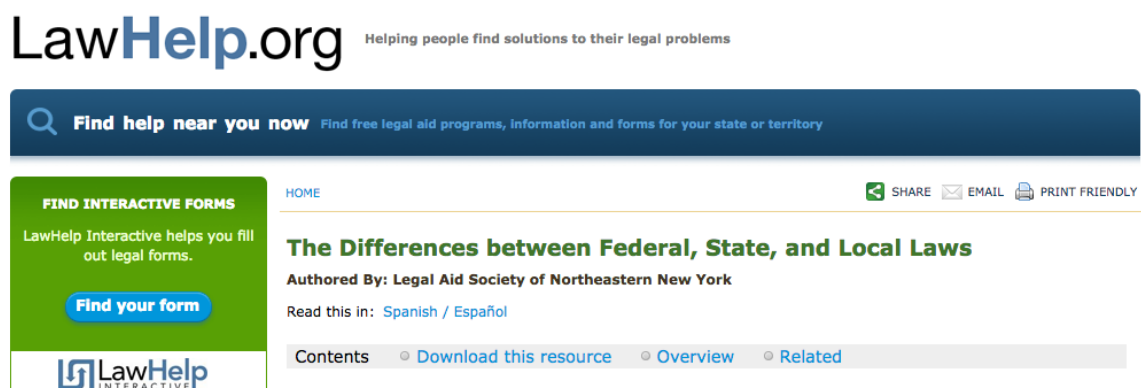 LawHelp.org Helping people find solutions to their legal problems
Find help near you now Find free legal aid programs, information and forms for your state or territory
FIND INTERACTIVE FORMS
LawHelp Interactive helps you fill
out legal forms.
Find your form
LawHelp
INTERACTIVE
HOME
SHARE EMAIL PRINT FRIENDLY
The Differences between Federal, State, and Local Laws
Authored By: Legal Aid Society of Northeastern New York
Read this in: Spanish / Español
Contents Download this resource Overview Related